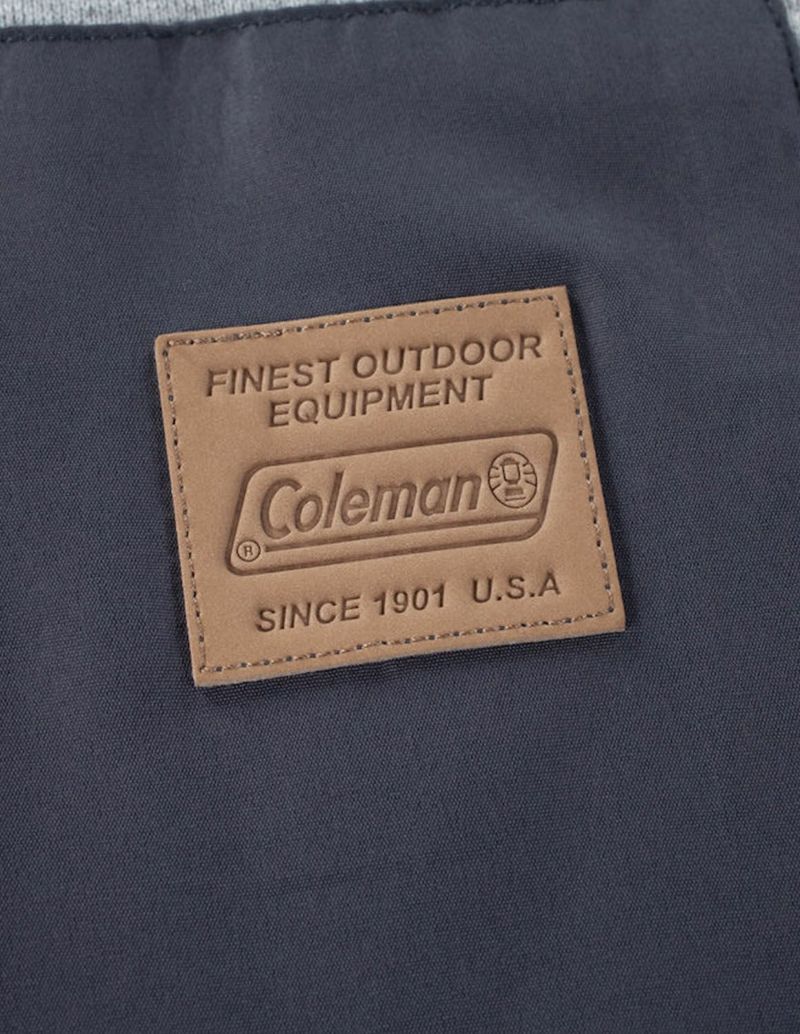 FINEST OUTDOOR
EQUIPMENT
Coleman
®
SINCE 1901 U.S.A